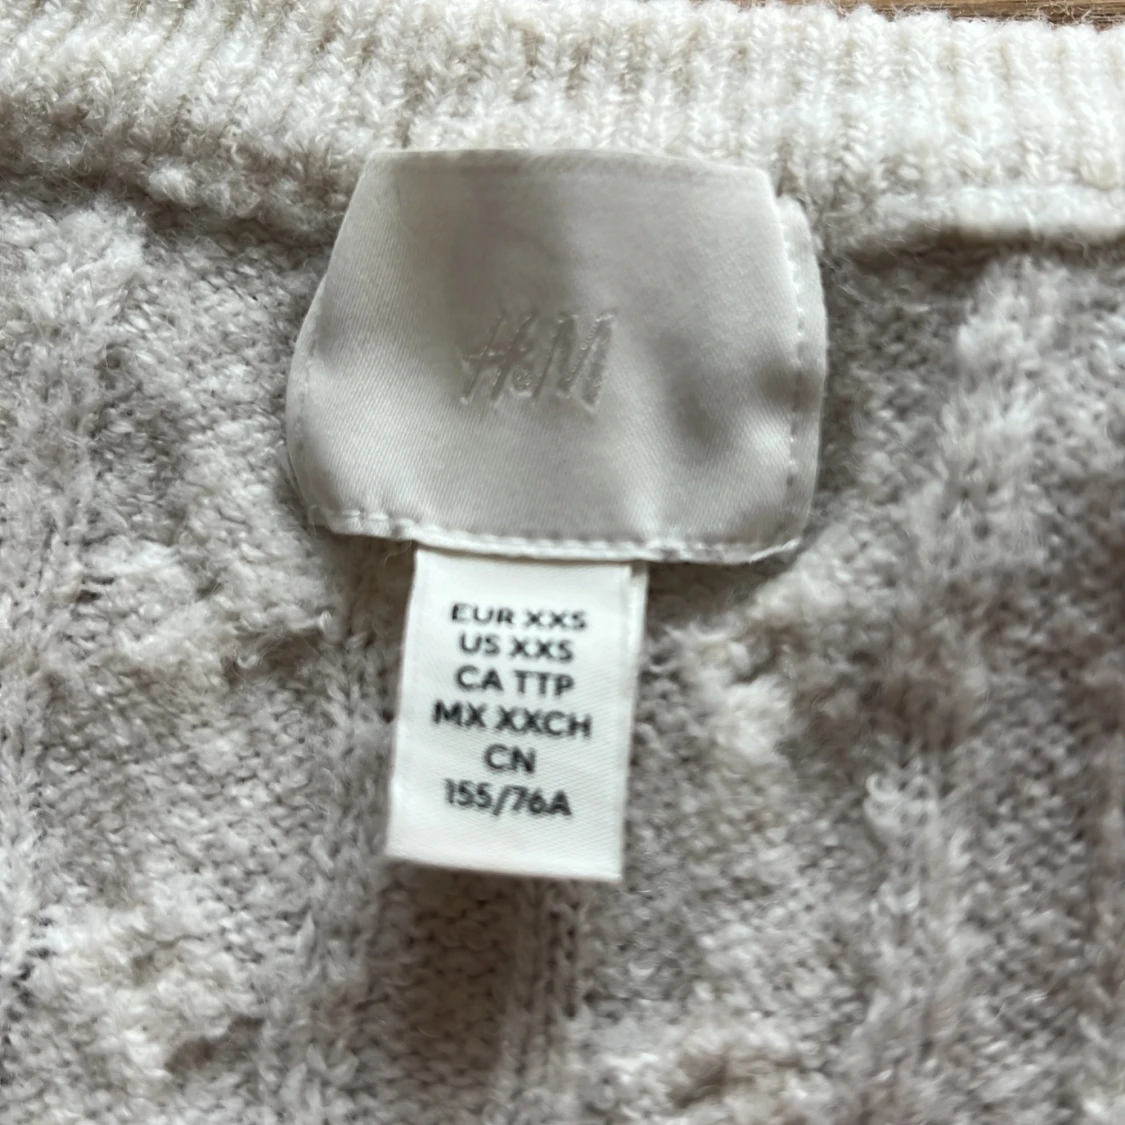 H&M
EUR XXS
US XXS
CA TTP
MX XXCH
CN
155/76A